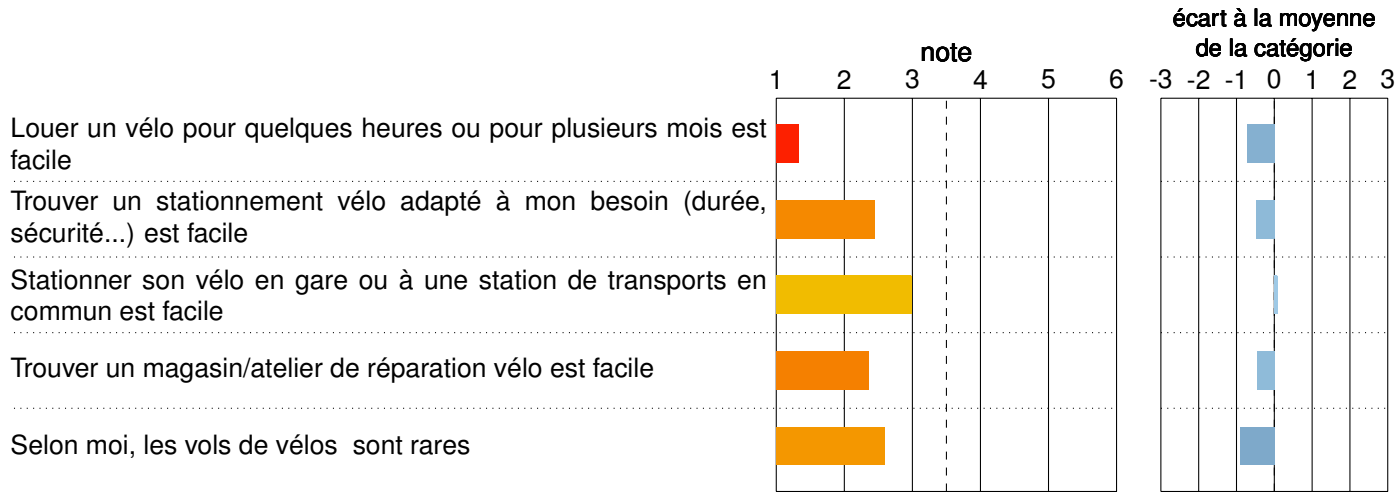 écart à la moyenne
de la catégorie
note
1 2 3 4 5 6 -3 -2 -1 0 1 2 3
Louer un vélo pour quelques heures ou pour plusieurs mois est
facile
Trouver un stationnement vélo adapté à mon besoin (durée,
sécurité...) est facile
Stationner son vélo en gare ou à une station de transports en
commun est facile
Trouver un magasin/atelier de réparation vélo est facile
Selon moi, les vols de vélos sont rares